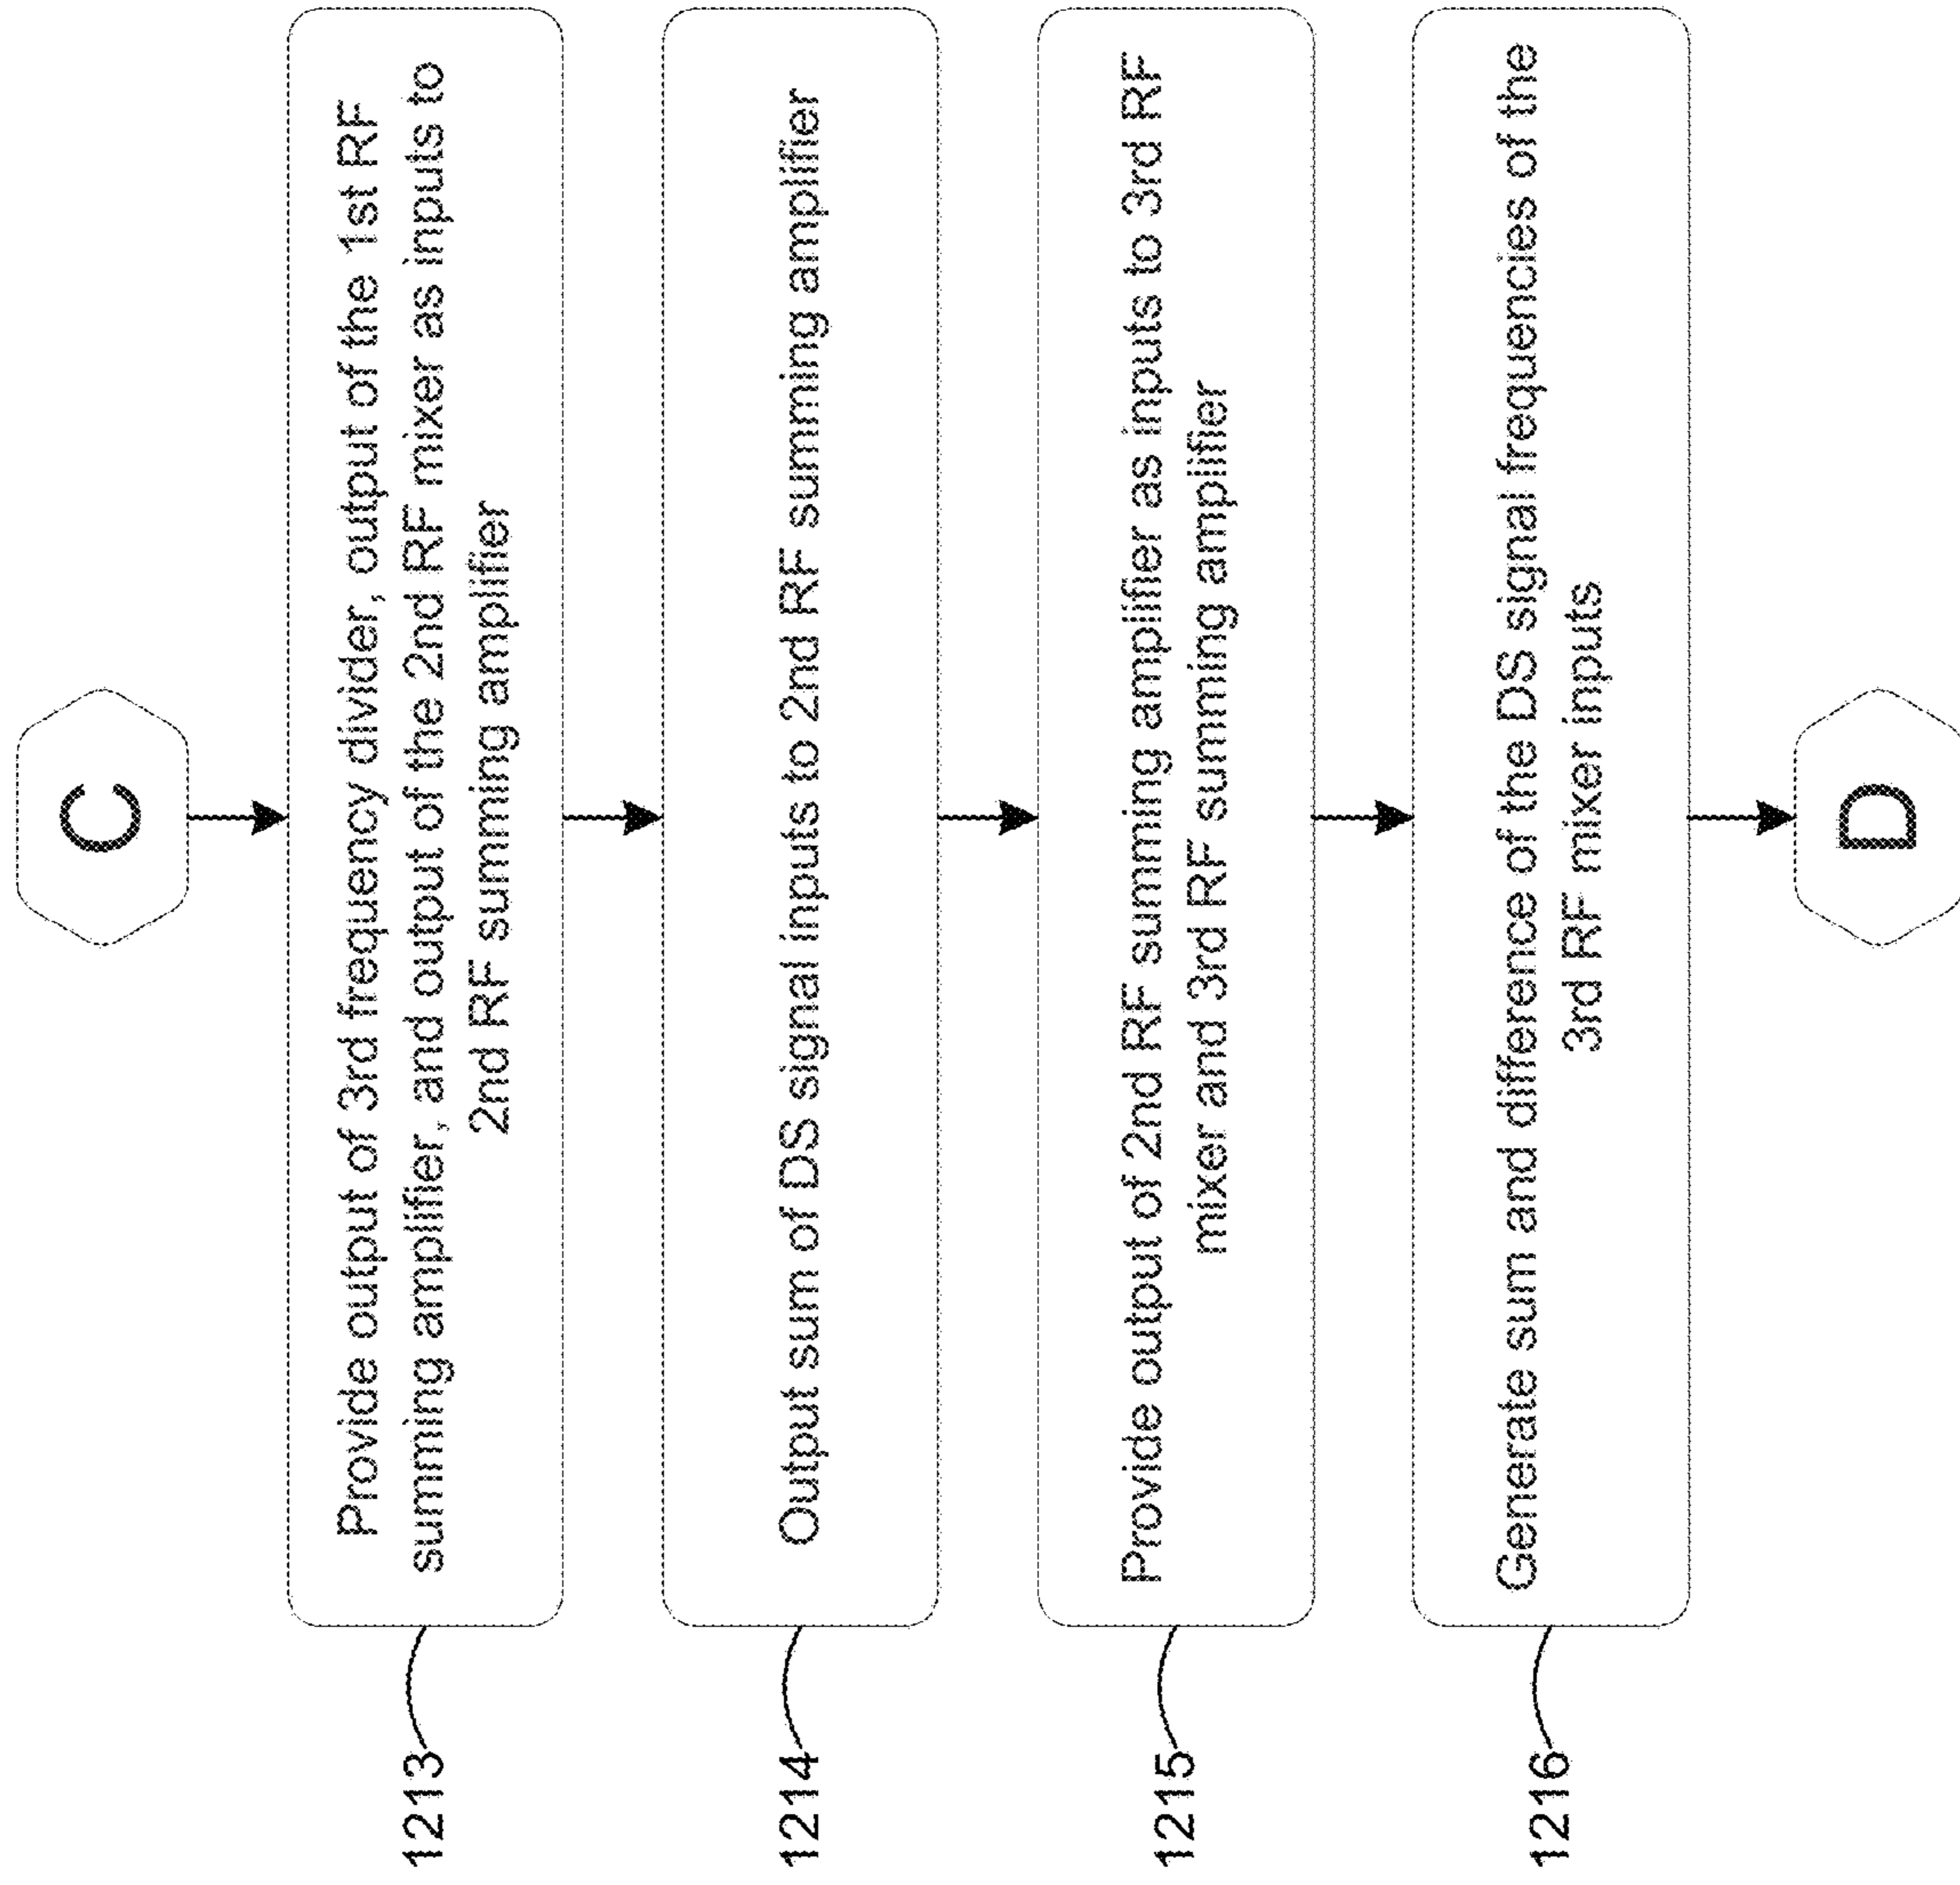 C
1213
Provide output of 3rd frequency divider, output of the 1st RF
summing amplifier, and output of the 2nd RF mixer as inputs to
2nd RF summing amplifier
1214
Output sum of DS signal inputs to 2nd RF summing amplifier
1215
Provide output of 2nd RF summing amplifier as inputs to 3rd RF
mixer and 3rd RF summing amplifier
1216
Generate sum and difference of the DS signal frequencies of the
3rd RF mixer inputs
D